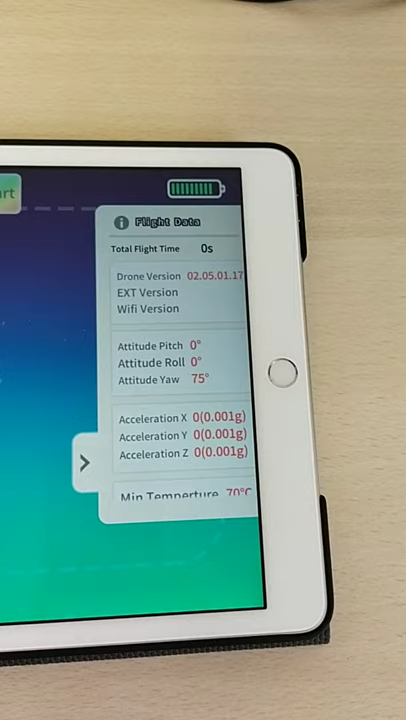 art
Flight Data
Total Flight Time 0s
Drone Version 02.05.01.17
EXT Version
Wifi Version
Attitude Pitch 0°
Attitude Roll 0°
Attitude Yaw 75°
Acceleration X 0(0.001g)
Acceleration Y 0(0.001g)
Acceleration Z 0(0.001g)
Min Temperture 70°C